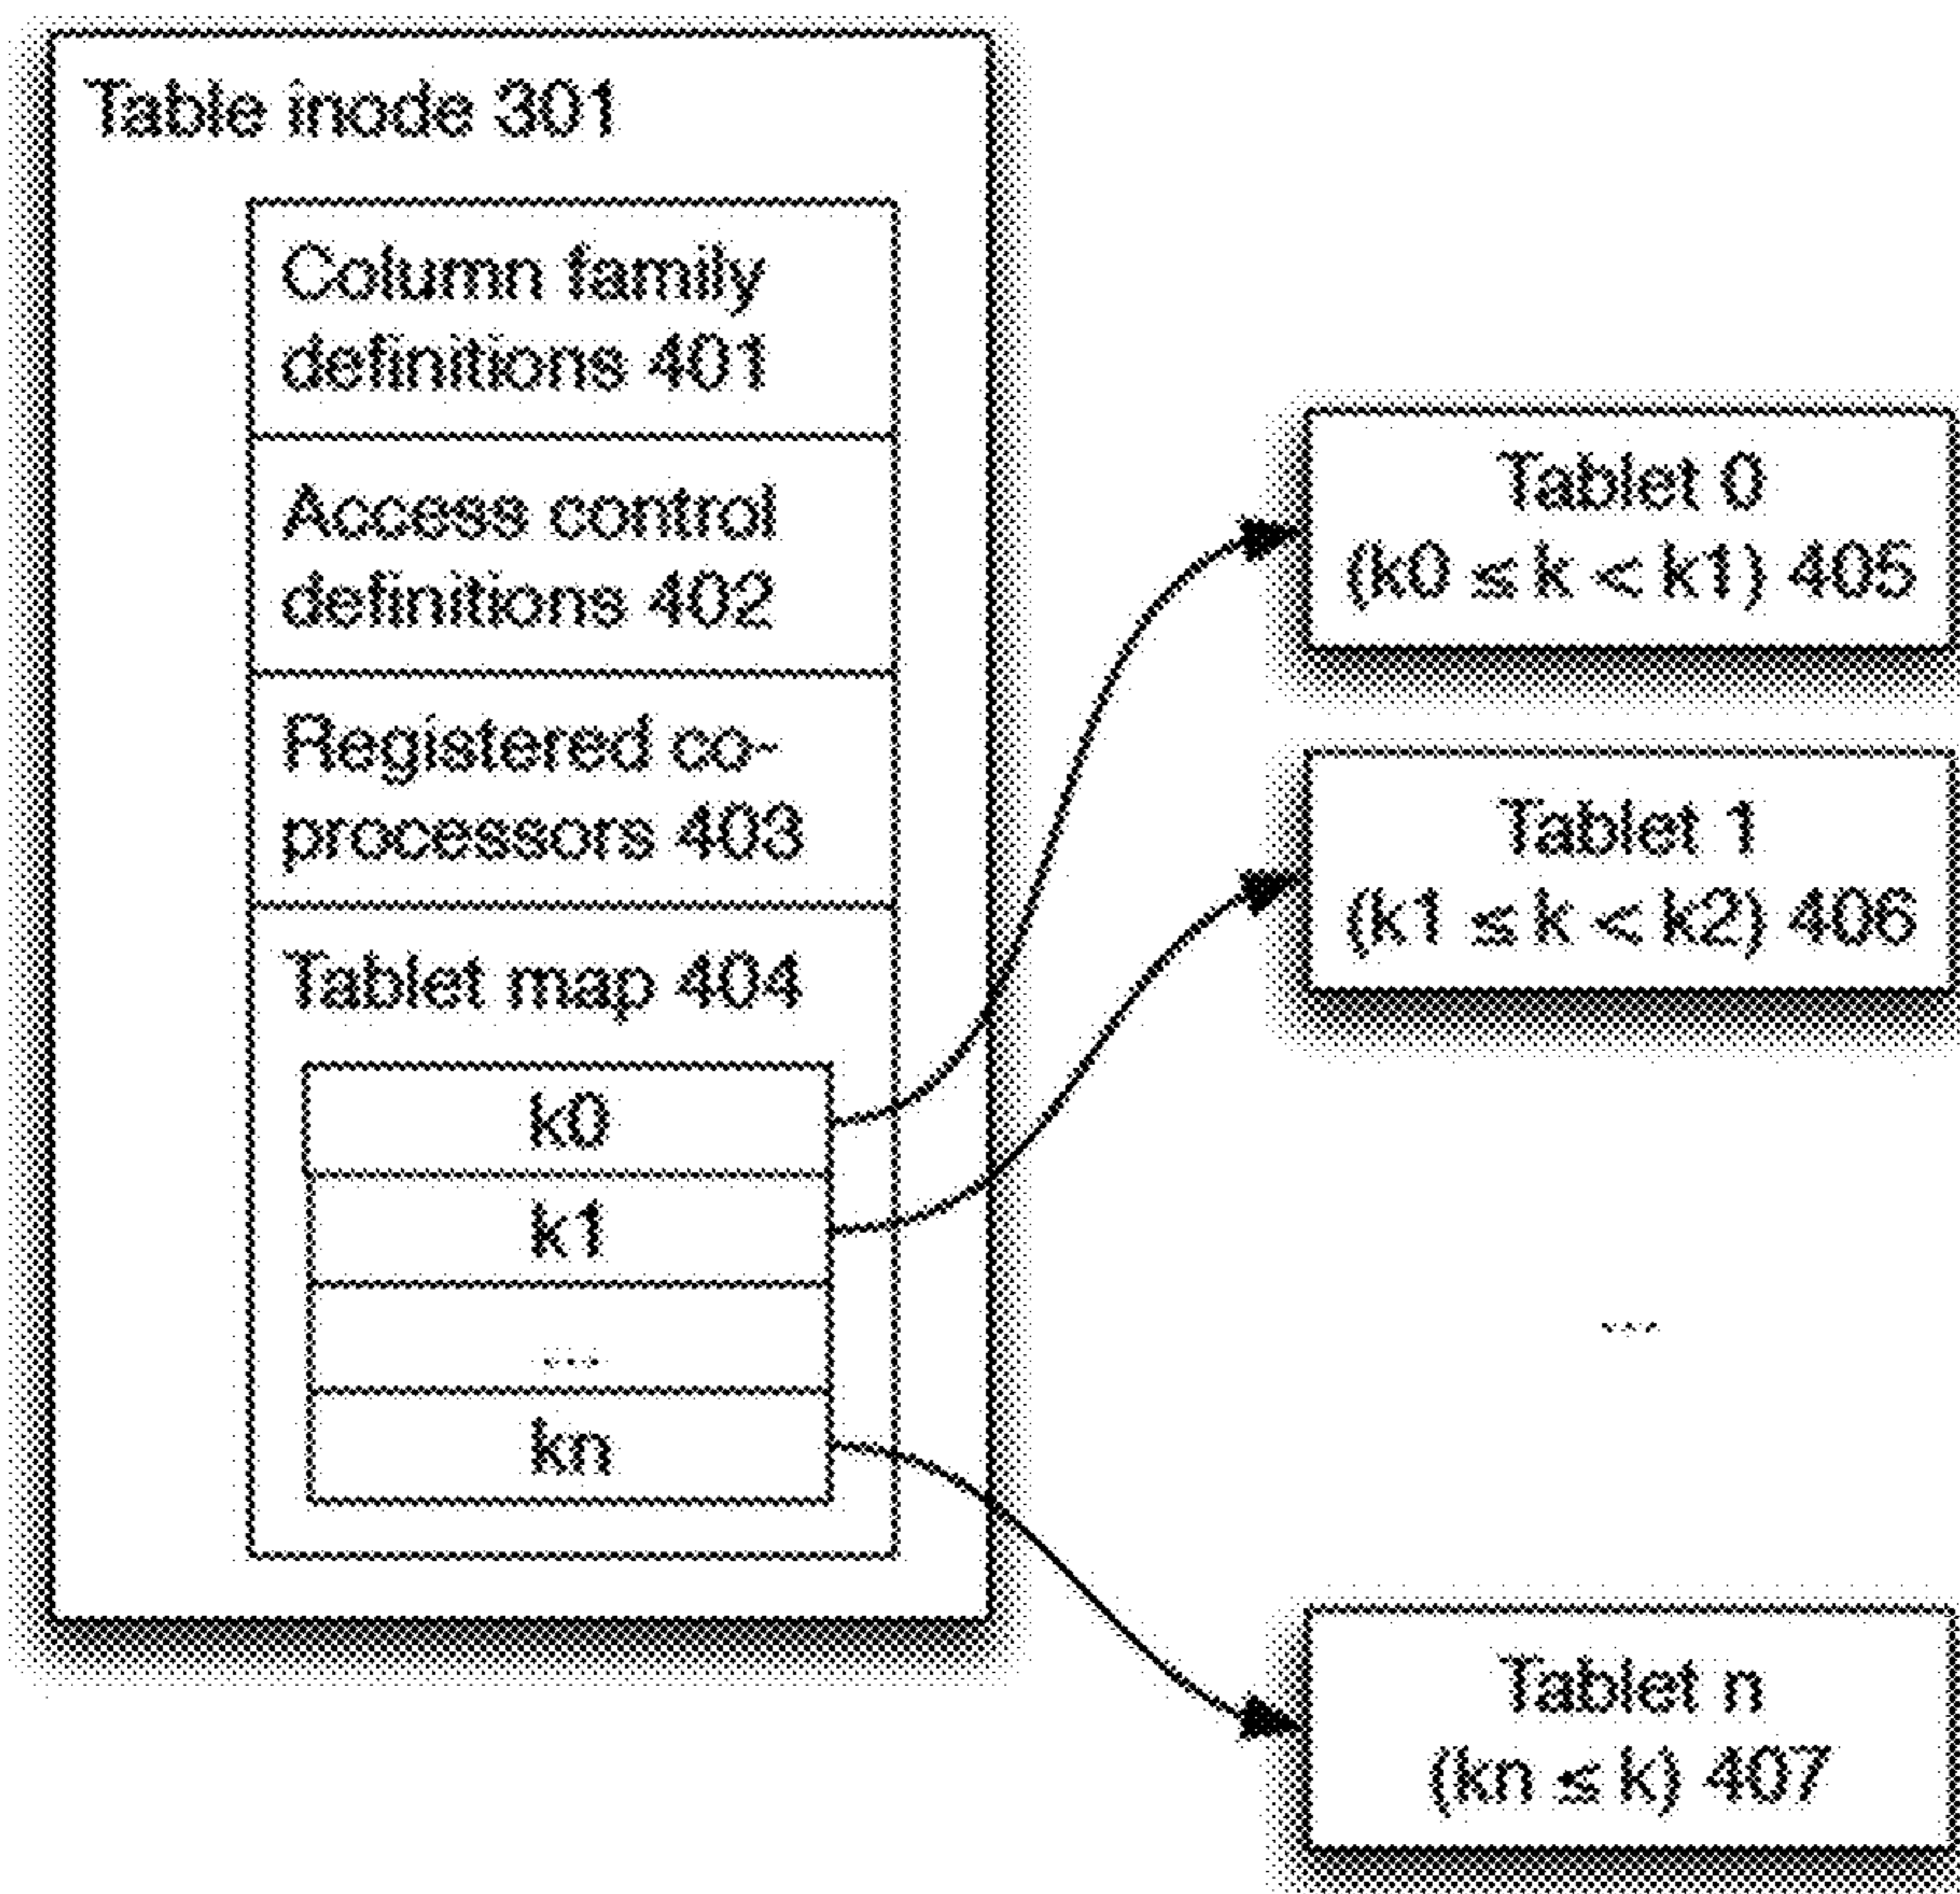 Table inode 301
Column family
definitions 401
Access control
definitions 402
Registered co-
processors 403
Tablet map 404
k0
k1
...
kn
Tablet 0
(k0 ≤ k < k1) 405
Tablet 1
(k1 ≤ k < k2) 406
...
Tablet n
(kn ≤ k) 407